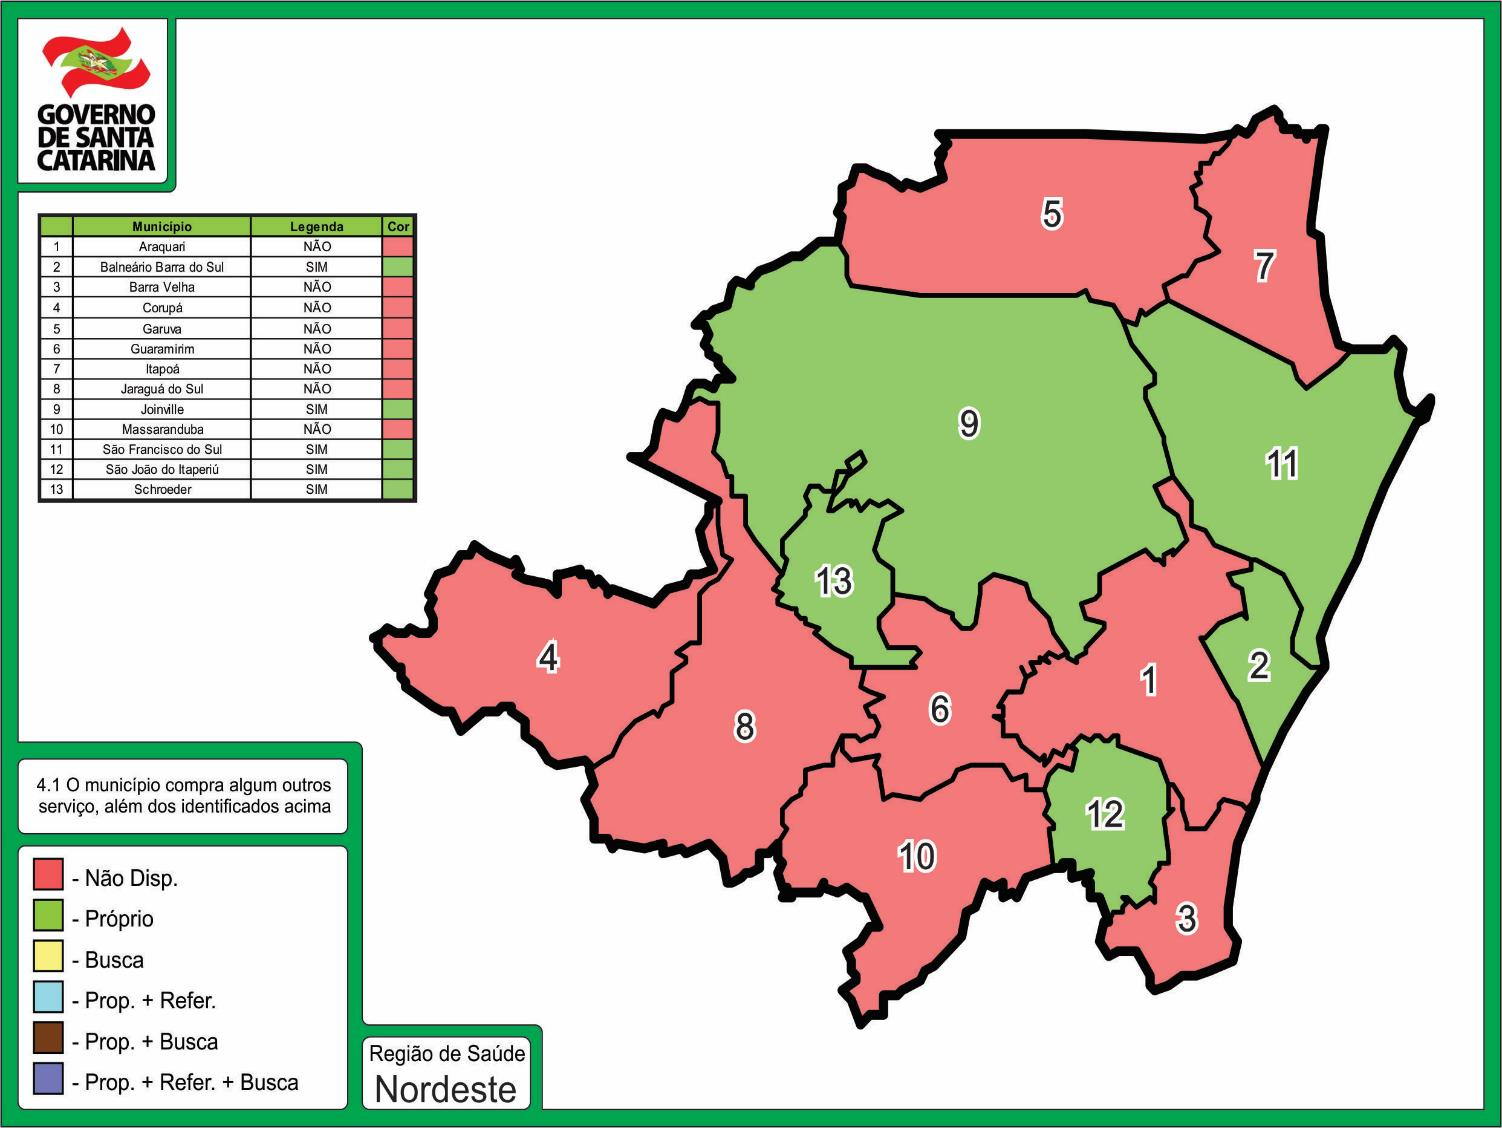 GOVERNO
DE SANTA
CATARINA
Município Legenda Cor
1 Araquari NÃO
2 Balneário Barra do Sul SIM
3 Barra Velha NÃO
4 Corupá NÃO
5 Garuva NÃO
6 Guaramirim NÃO
7 Itapoá NÃO
8 Jaraguá do Sul NÃO
9 Joinville SIM
10 Massaranduba NÃO
11 São Francisco do Sul SIM
12 São João do Itaperiú SIM
13 Schroeder SIM
5
7
9
11
13
4
2
1
6
8
12
10
3
4.1 O município compra algum outros
serviço, além dos identificados acima
- Não Disp.
- Próprio
- Busca
- Prop. + Refer.
- Prop. + Busca
- Prop. + Refer. + Busca
Região de Saúde
Nordeste